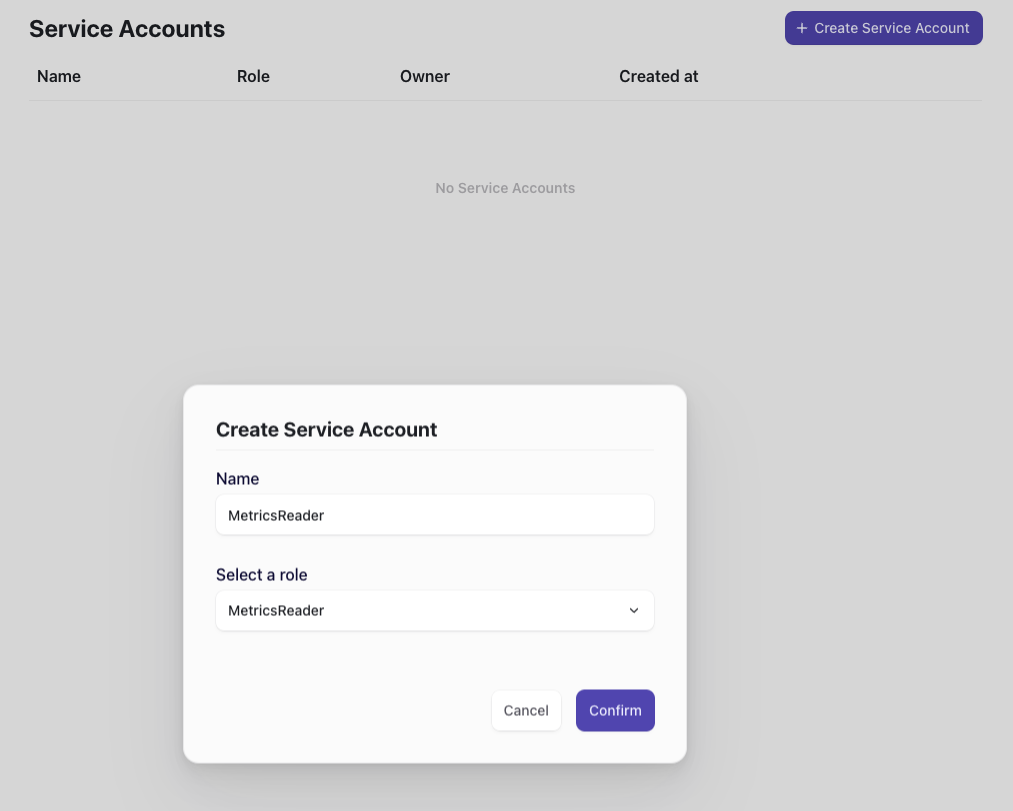 Service Accounts
+ Create Service Account
Name Role Owner Created at
No Service Accounts
Create Service Account
Name
MetricsReader
Select a role
MetricsReader
Cancel Confirm